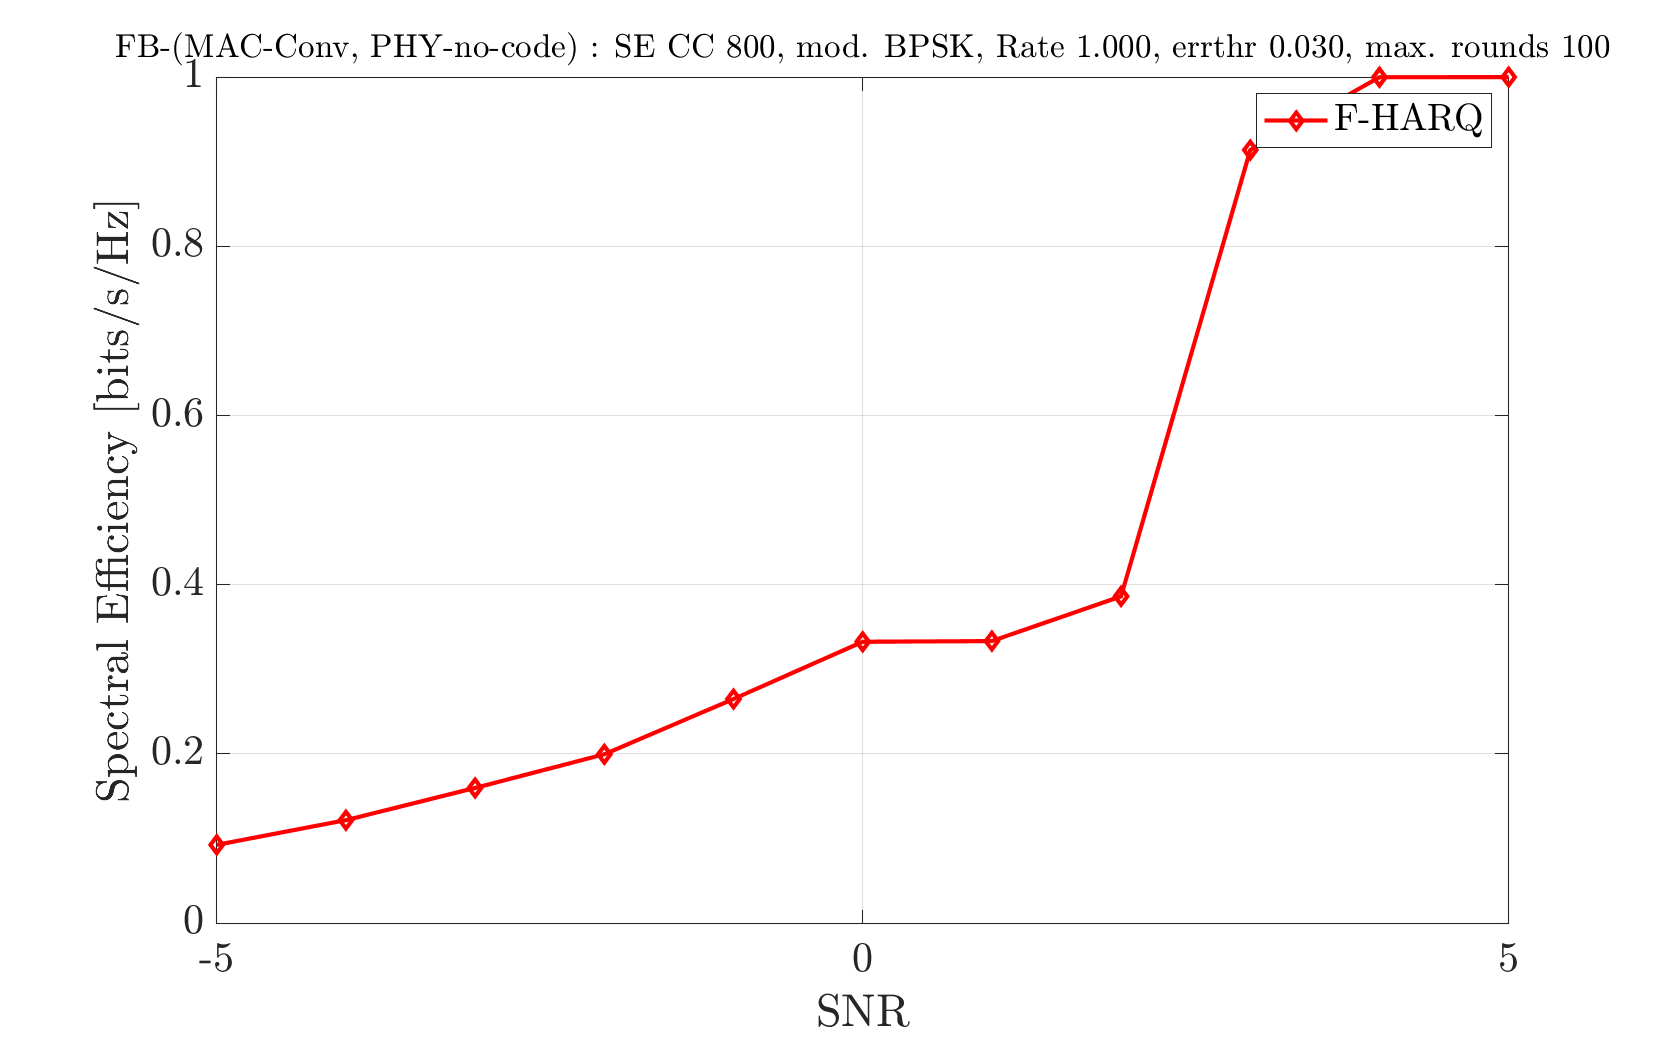 FB-(MAC-Conv, PHY-no-code) : SE CC 800, mod. BPSK, Rate 1.000, errthr 0.030, max. rounds 100
1
F-HARQ
0.8
0.6
0.4
0.2
0
Spectral Efficiency [bits/s/Hz]
-5
0
5
SNR